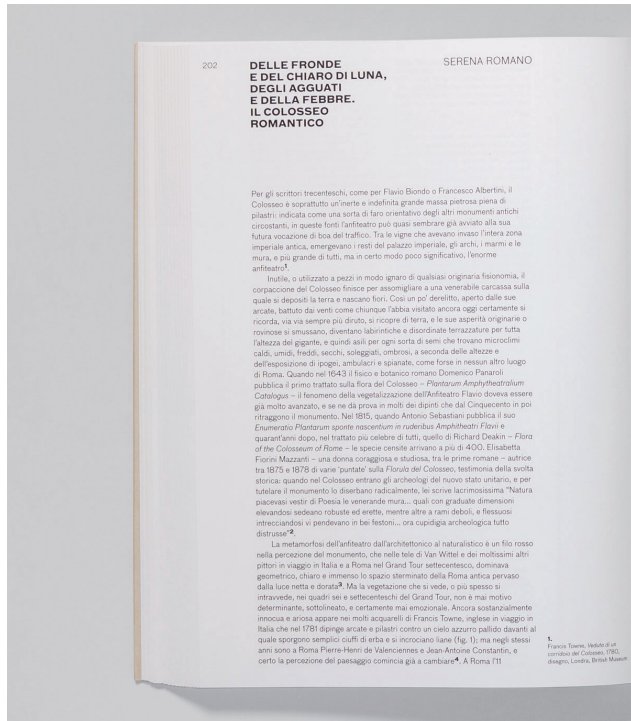 202
DELLE FRONDE
E DEL CHIARO DI LUNA,
DEGLI AGGUATI
E DELLA FEBBRE.
IL COLOSSEO
ROMANTICO
SERENA ROMANO
Per gli scrittori trecenteschi, come per Flavio Biondo o Francesco Albertini, il
Colosseo è soprattutto un'inerte e indefinita grande massa pietrosa piena di
pilastri: indicata come una sorta di faro orientativo degli altri monumenti antichi
circostanti, in queste fonti l'anfiteatro può quasi sembrare già avviato alla sua
futura vocazione di boa del traffico. Tra le vigne che avevano invaso l'intera zona
imperiale antica, emergevano i resti del palazzo imperiale, gli archi, i marmi e le
mura, e più grande di tutti, ma in certo modo poco significativo, l'enorme
anfiteatro1.
Inutile, o utilizzato a pezzi in modo ignaro di qualsiasi originaria fisionomia, il
corpaccione del Colosseo finisce per assomigliare a una venerabile carcassa sulla
quale si depositi la terra e nascano fiori. Così un po' derelitto, aperto dalle sue
arcate, battuto dai venti come chiunque l'abbia visitato ancora oggi certamente si
ricorda, via via sempre più diruto, si ricopre di terra, e le sue asperità originarie o
rovinose si smussano, diventano labirintiche e disordinate terrazzature per tutta
l'altezza del gigante, e quindi asili per ogni sorta di semi che trovano microclimi
caldi, umidi, freddi, secchi, soleggiati, ombrosi, a seconda delle altezze e
dell'esposizione di ipogei, ambulacri e spianate, come forse in nessun altro luogo
di Roma. Quando nel 1643 il fisico e botanico romano Domenico Panaroli
pubblica il primo trattato sulla flora del Colosseo – Plantarum Amphytheatralium
Catalogus – il fenomeno della vegetalizzazione dell'Anfiteatro Flavio doveva essere
già molto avanzato, e se ne dà prova in molti dei dipinti che dal Cinquecento in poi
ritraggono il monumento. Nel 1815, quando Antonio Sebastiani pubblica il suo
Enumeratio Plantarum sponte nascentium in ruderibus Amphitheatri Flavii e
quarant'anni dopo, nel trattato più celebre di tutti, quello di Richard Deakin – Flora
of the Colosseum of Rome – le specie censite arrivano a più di 400. Elisabetta
Fiorini Mazzanti – una donna coraggiosa e studiosa, tra le prime romane – autrice
tra 1875 e 1878 di varie 'puntate' sulla Florula del Colosseo, testimonia della svolta
storica: quando nel Colosseo entrano gli archeologi del nuovo stato unitario, e per
tutelare il monumento lo diserbano radicalmente, lei scrive lacrimosissima "Natura
piacevasi vestir di Poesia le venerande mura... quali con graduate dimensioni
elevandosi sedeano robuste ed erette, mentre altre a rami deboli, e flessuosi
intrecciandosi vi pendevano in bei festoni... ora cupidigia archeologica tutto
distrusse"2.
La metamorfosi dell'anfiteatro dall'architettonico al naturalistico è un filo rosso
nella percezione del monumento, che nelle tele di Van Wittel e dei moltissimi altri
pittori in viaggio in Italia e a Roma nel Grand Tour settecentesco, dominava
geometrico, chiaro e immenso lo spazio sterminato della Roma antica pervaso
dalla luce netta e dorata3. Ma la vegetazione che si vede, o più spesso si
intravvede, nei quadri sei e settecenteschi del Grand Tour, non è mai motivo
determinante, sottolineato, e certamente mai emozionale. Ancora sostanzialmente
innocua e ariosa appare nei molti acquarelli di Francis Towne, inglese in viaggio in
Italia che nel 1781 dipinge arcate e pilastri contro un cielo azzurro pallido davanti al
quale sporgono semplici ciuffi di erba e si incrociano liane (fig. 1); ma negli stessi
anni sono a Roma Pierre-Henri de Valenciennes e Jean-Antoine Constantin, e
certo la percezione del paesaggio comincia già a cambiare4. A Roma l'11
1.
Francis Towne, Veduta di un
corridoio del Colosseo, 1780,
disegno, Londra, British Museum